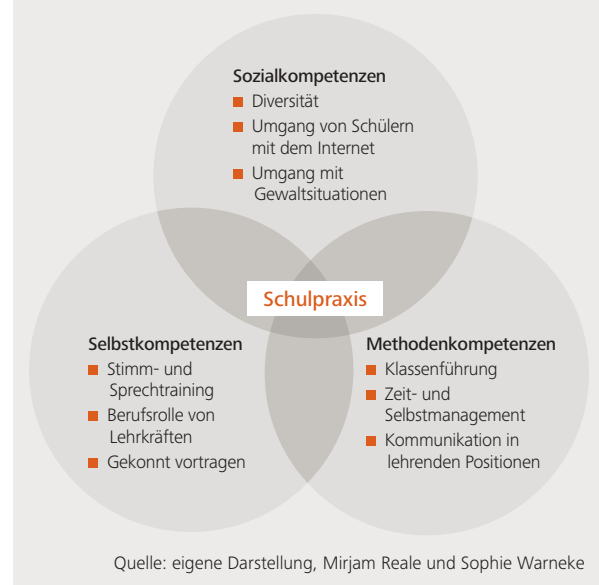 Sozialkompetenzen
Diversität
Umgang von Schülern
mit dem Internet
Umgang mit
Gewaltsituationen
Schulpraxis
Selbstkompetenzen
Stimm- und
Sprechtraining
Berufsrolle von
Lehrkräften
Gekonnt vortragen
Methodenkompetenzen
Klassenführung
Zeit- und
Selbstmanagement
Kommunikation in
lehrenden Positionen
Quelle: eigene Darstellung, Mirjam Reale und Sophie Warneke